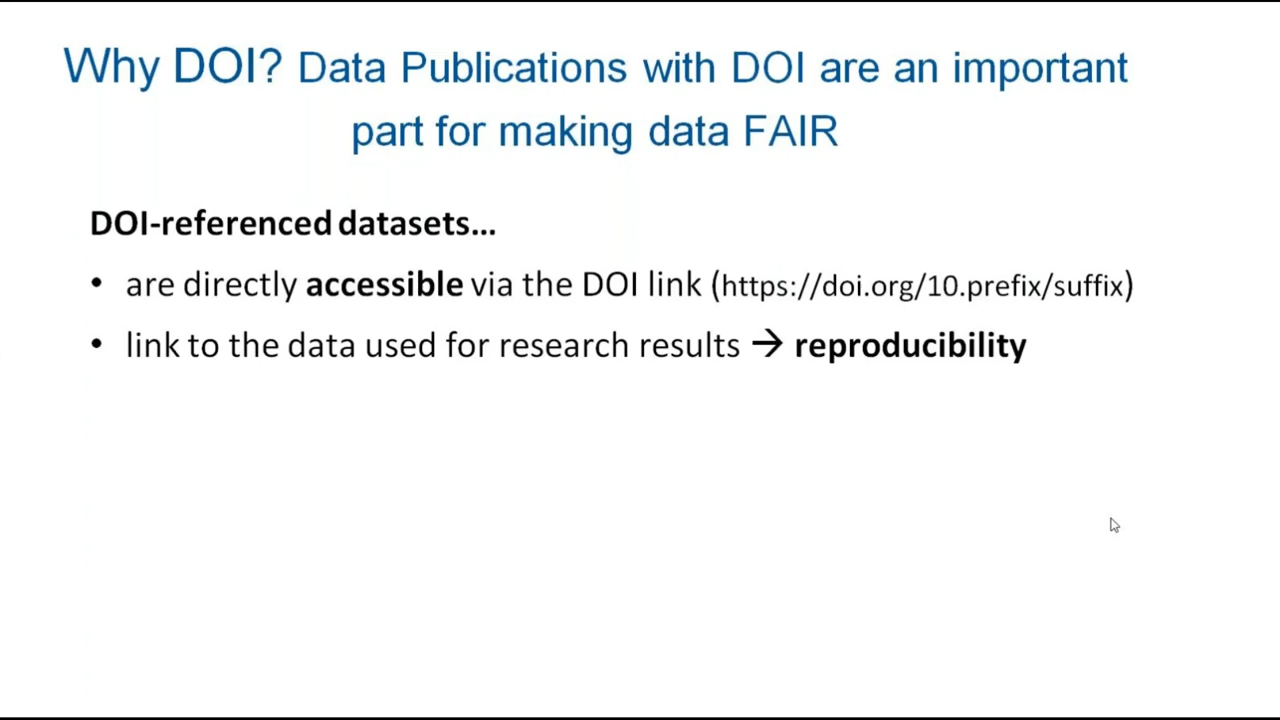 Why DOI? Data Publications with DOI are an important
part for making data FAIR
DOI-referenced datasets...
• are directly accessible via the DOI link (https://doi.org/10.prefix/suffix)
• link to the data used for research results → reproducibility